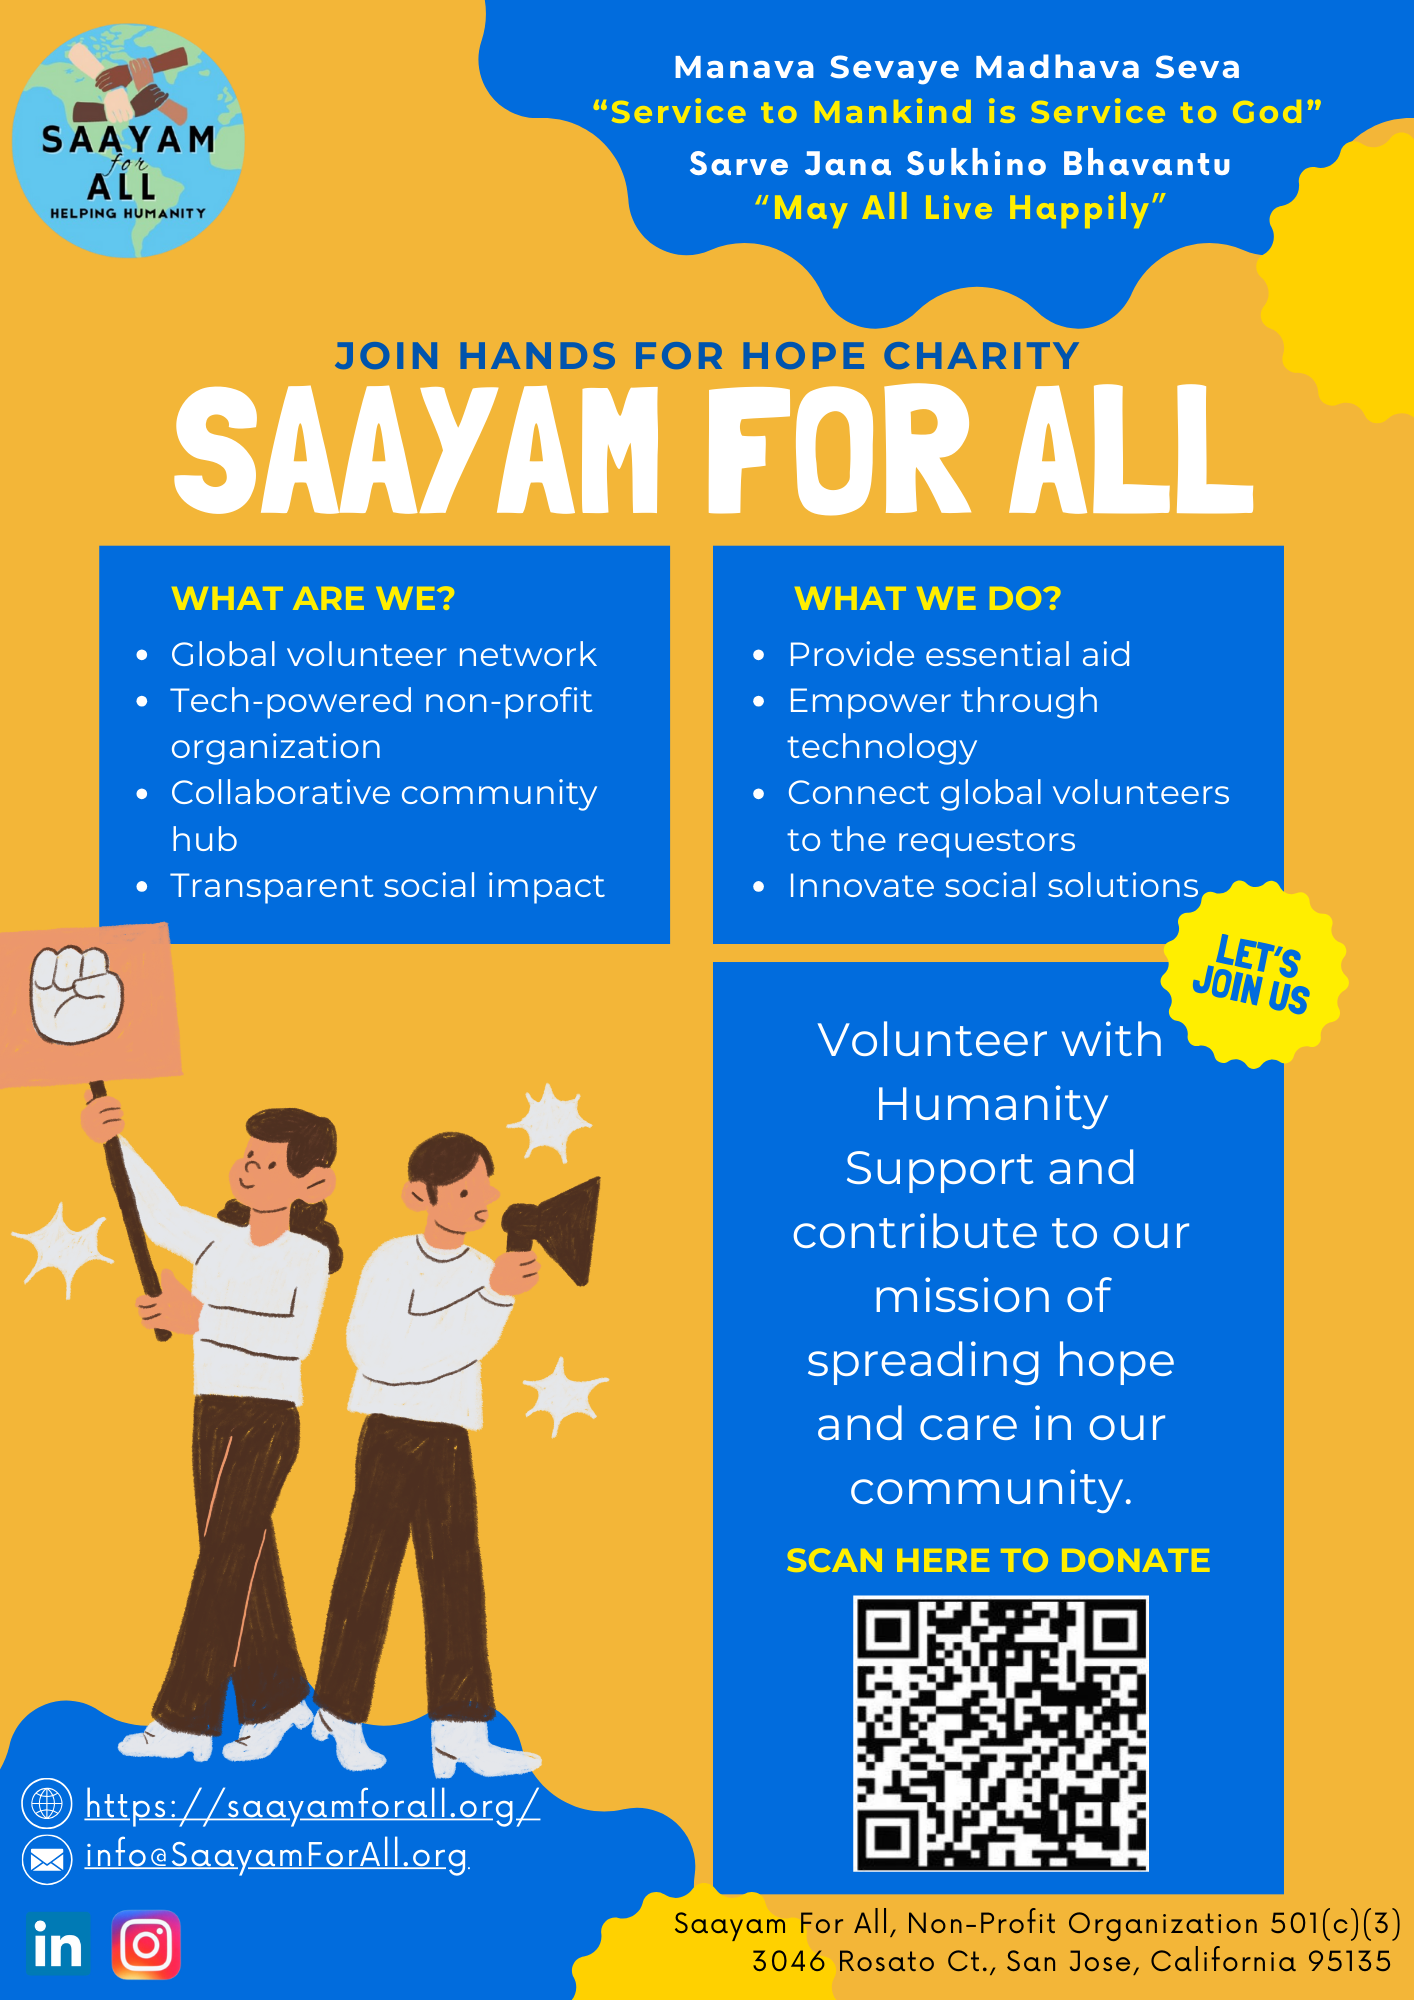 SAAYAM
for
ALL
HELPING HUMANITY
Manava Sevaye Madhava Seva
“Service to Mankind is Service to God”
Sarve Jana Sukhino Bhavantu
“May All Live Happily”
JOIN HANDS FOR HOPE CHARITY
SAAYAM FOR ALL
WHAT ARE WE?
• Global volunteer network
• Tech-powered non-profit
organization
• Collaborative community
hub
• Transparent social impact
WHAT WE DO?
• Provide essential aid
• Empower through
technology
• Connect global volunteers
to the requestors
• Innovate social solutions
LET'S
JOIN US
Volunteer with
Humanity
Support and
contribute to our
mission of
spreading hope
and care in our
community.
SCAN HERE TO DONATE
https://saayamforall.org/
info@SaayamForAll.org
in
Saayam For All, Non-Profit Organization 501(c)(3)
3046 Rosato Ct., San Jose, California 95135